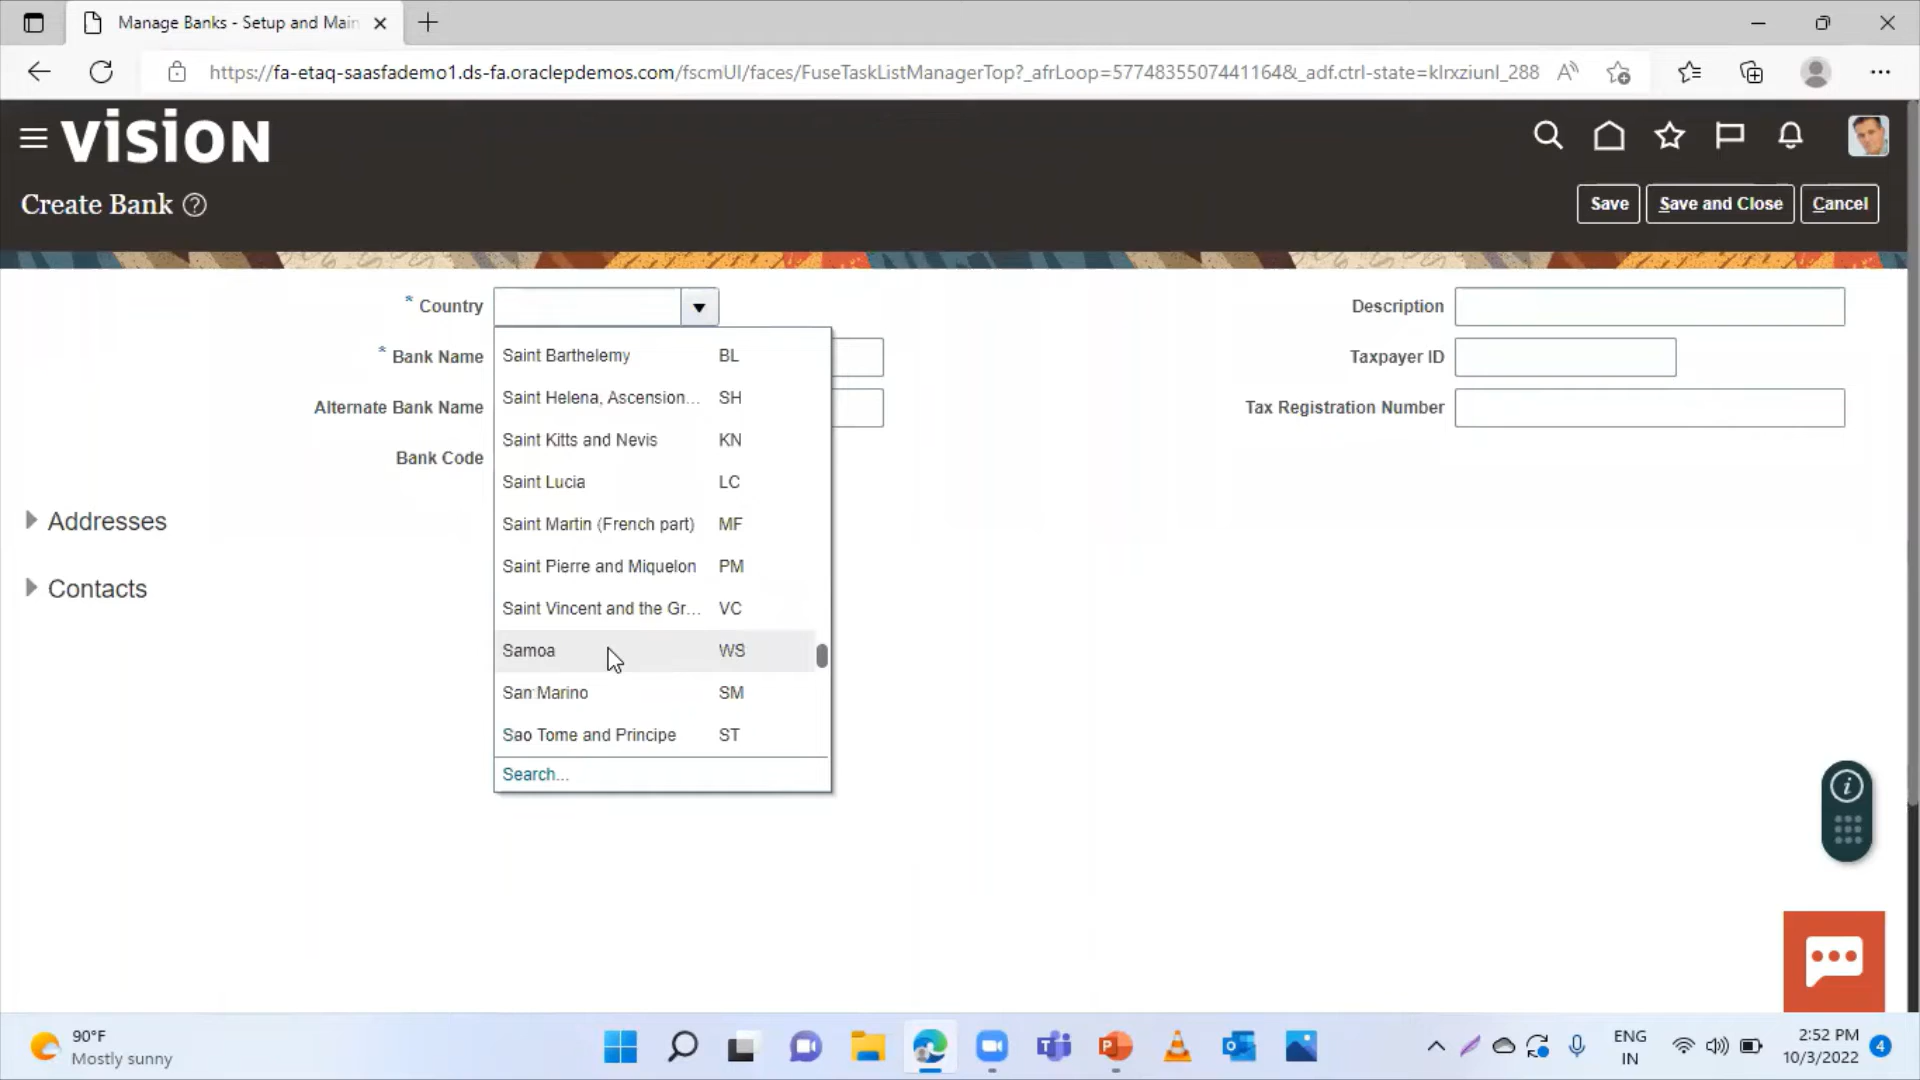 Manage Banks - Setup and Main
https://fa-etaq-saasfademo1.ds-fa.oraclepdemos.com/fscmUI/faces/FuseTaskListManagerTop?_afrLoop=5774835507441164&_adf.ctrl-state=klrxziunl_288
VISION
Create Bank
Save
Save and Close
Cancel
* Country
Description
* Bank Name
Taxpayer ID
Alternate Bank Name
Tax Registration Number
Bank Code
Saint Barthelemy BL
Saint Helena, Ascension... SH
Saint Kitts and Nevis KN
Saint Lucia LC
Saint Martin (French part) MF
Saint Pierre and Miquelon PM
Saint Vincent and the Gr... VC
Samoa WS
San Marino SM
Sao Tome and Principe ST
Search...
Addresses
Contacts
90°F
Mostly sunny
ENG
IN
2:52 PM
10/3/2022
4